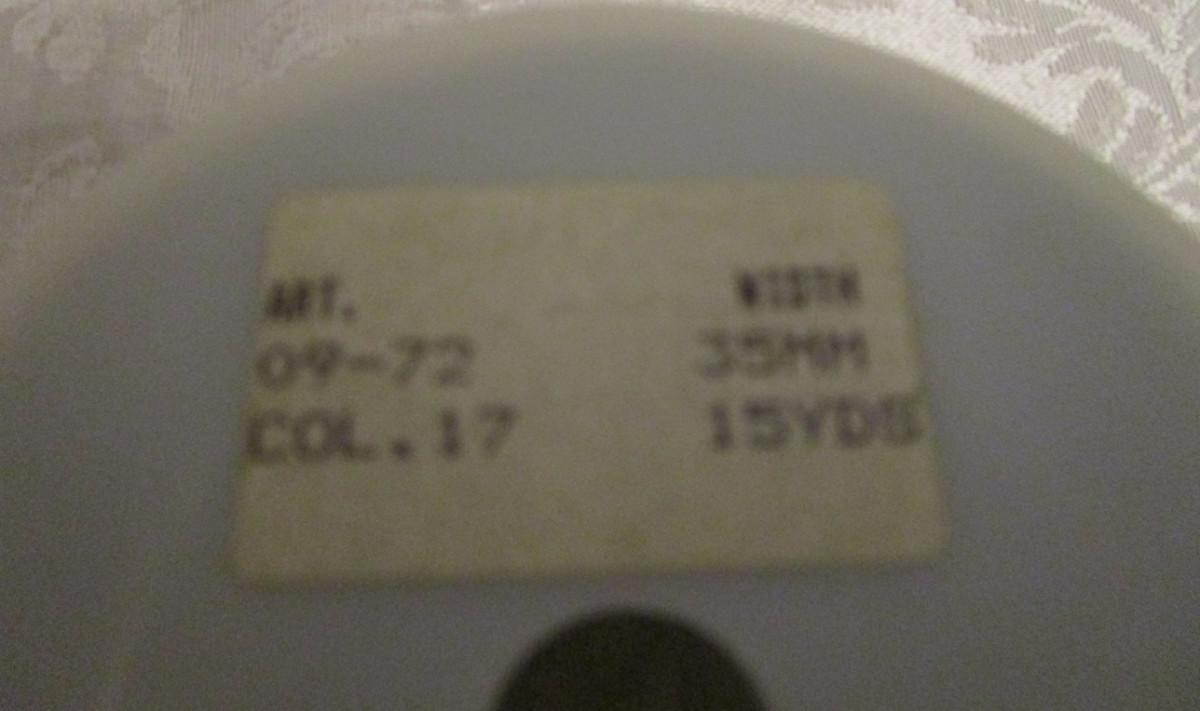 ART. WIDTH
09-72 35MM
COL.17 15YDS